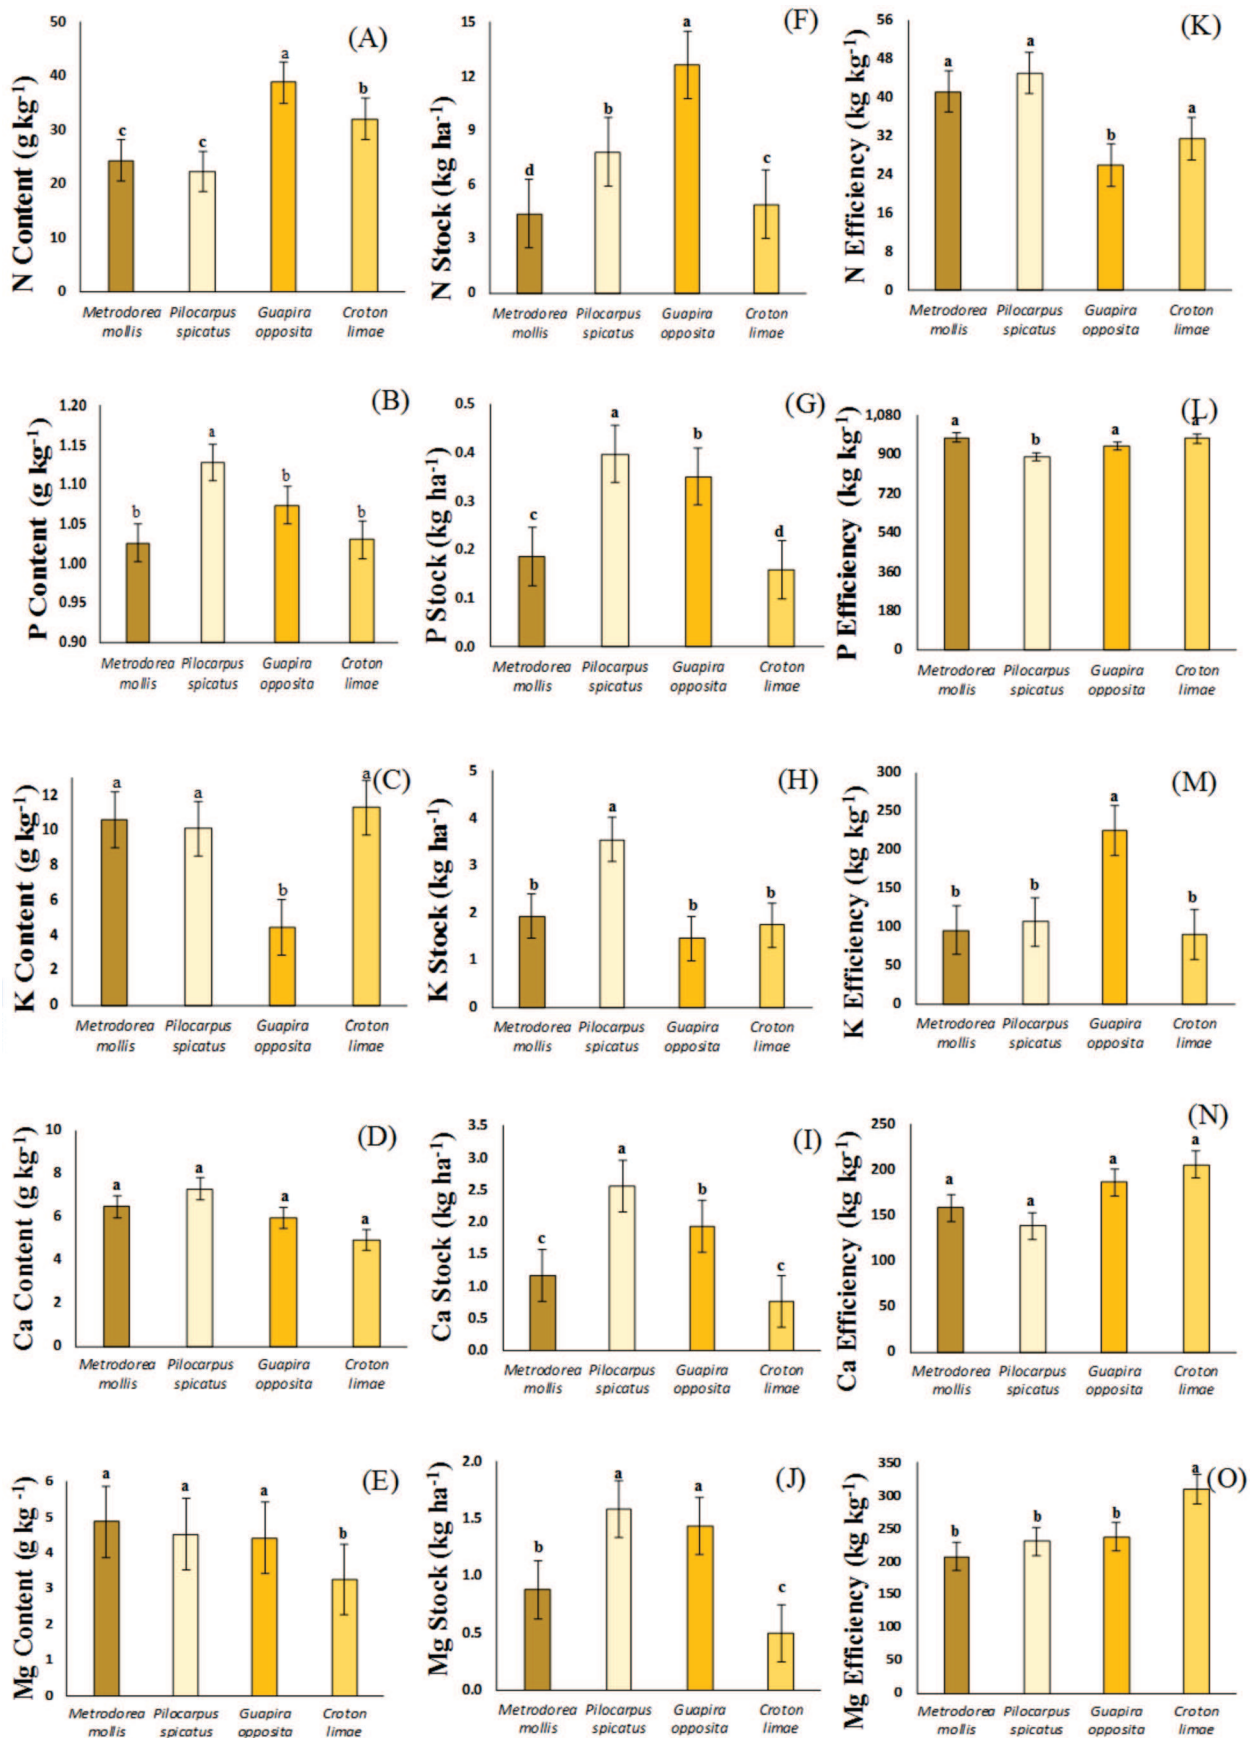 (A)
N Content (g kg-1)
50
40
30
20
10
0
c
c
a
b
Metrodorea mollis
Pilocarpus spicatus
Guapira opposita
Croton limae
(F)
N Stock (kg ha-1)
15
12
9
6
3
0
d
b
a
c
Metrodorea mollis
Pilocarpus spicatus
Guapira opposita
Croton limae
(K)
N Efficiency (kg kg-1)
56
48
40
32
24
16
8
0
a
a
b
a
Metrodorea mollis
Pilocarpus spicatus
Guapira opposita
Croton limae
(B)
P Content (g kg-1)
1.20
1.15
1.10
1.05
1.00
0.95
0.90
b
a
b
b
Metrodorea mollis
Pilocarpus spicatus
Guapira opposita
Croton limae
(G)
P Stock (kg ha-1)
0.5
0.4
0.3
0.2
0.1
0.0
c
a
b
d
Metrodorea mollis
Pilocarpus spicatus
Guapira opposita
Croton limae
(L)
P Efficiency (kg kg-1)
1,080
900
720
540
360
180
0
a
b
a
a
Metrodorea mollis
Pilocarpus spicatus
Guapira opposita
Croton limae
(C)
K Content (g kg-1)
12
10
8
6
4
2
0
a
a
b
a
Metrodorea mollis
Pilocarpus spicatus
Guapira opposita
Croton limae
(H)
K Stock (kg ha-1)
5
4
3
2
1
0
b
a
b
b
Metrodorea mollis
Pilocarpus spicatus
Guapira opposita
Croton limae
(M)
K Efficiency (kg kg-1)
300
250
200
150
100
50
0
b
b
a
b
Metrodorea mollis
Pilocarpus spicatus
Guapira opposita
Croton limae
(D)
Ca Content (g kg-1)
10
8
6
4
2
0
a
a
a
a
Metrodorea mollis
Pilocarpus spicatus
Guapira opposita
Croton limae
(I)
Ca Stock (kg ha-1)
3.5
3.0
2.5
2.0
1.5
1.0
0.5
0.0
c
a
b
c
Metrodorea mollis
Pilocarpus spicatus
Guapira opposita
Croton limae
(N)
Ca Efficiency (kg kg-1)
250
200
150
100
50
0
a
a
a
a
Metrodorea mollis
Pilocarpus spicatus
Guapira opposita
Croton limae
(E)
Mg Content (g kg -1)
6
5
4
3
2
1
0
a
a
a
b
Metrodorea mollis
Pilocarpus spicatus
Guapira opposita
Croton limae
(J)
Mg Stock (kg ha-1)
2.0
1.5
1.0
0.5
0.0
b
a
a
c
Metrodorea mollis
Pilocarpus spicatus
Guapira opposita
Croton limae
(O)
Mg Efficiency (kg kg-1)
350
300
250
200
150
100
50
0
b
b
b
a
Metrodorea mollis
Pilocarpus spicatus
Guapira opposita
Croton limae